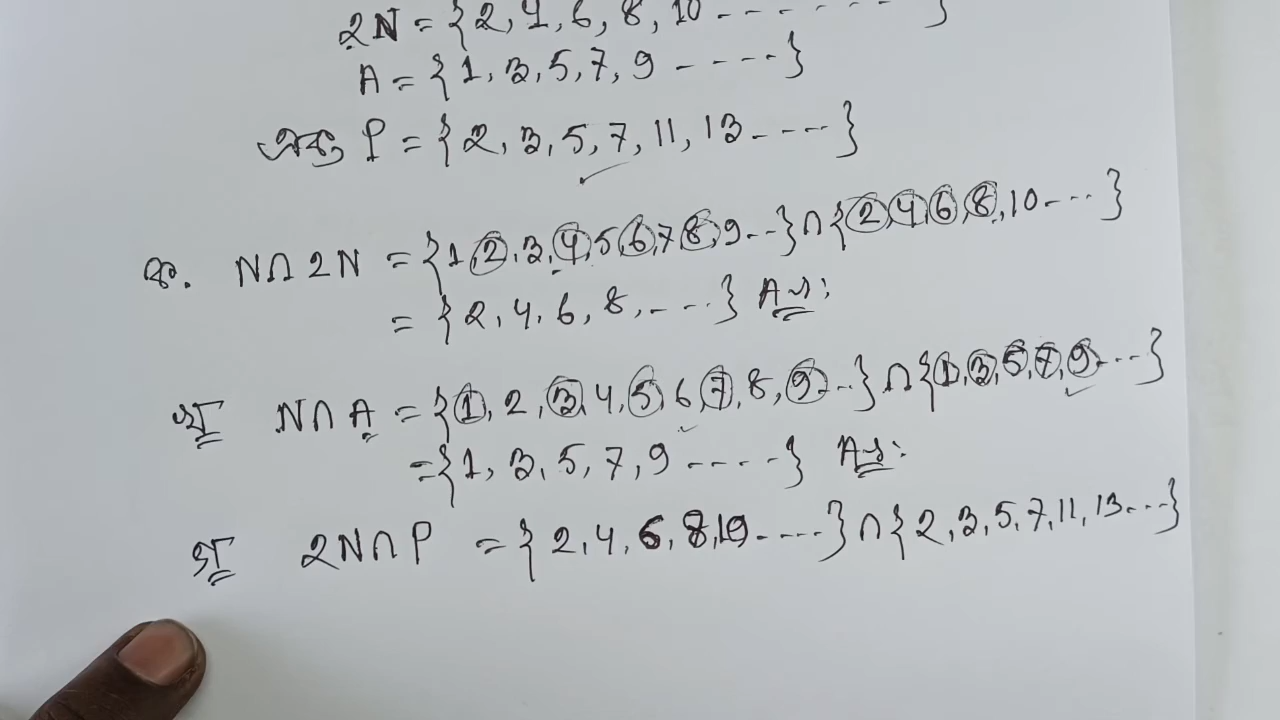 2N = {2, 4, 6, 8, 10 - - - - - - - }
A = {1, 3, 5, 7, 9 - - - - - }
এবং P = {2, 3, 5, 7, 11, 13 - - - - }
ক. N∩2N = {1, 2, 3, 4, 5 6, 7 8, 9 - - } ∩ {2, 4, 6, 8, 10 - - - }
= {2, 4, 6, 8, - - - } Ans:
খ N∩A = {1, 2, 3, 4, 5, 6, 7, 8, 9 - - } ∩ {1, 3, 5, 7, 9 - - - }
= {1, 3, 5, 7, 9 - - - - - } Ans:
গ 2N∩P = {2, 4, 6, 8, 10 - - - - - } ∩ {2, 3, 5, 7, 11, 13 - - - }